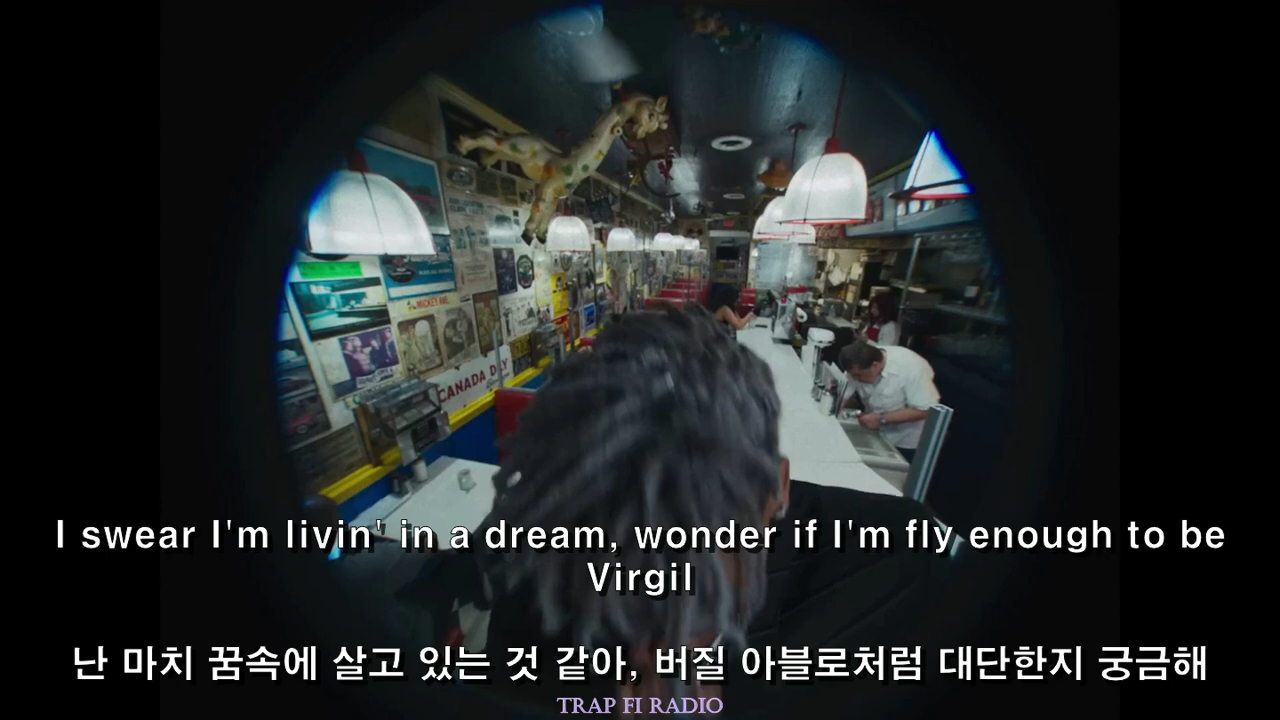 MICKEY AVE.
CANADA DAY
I swear I'm livin' in a dream, wonder if I'm fly enough to be
Virgil
난 마치 꿈속에 살고 있는 것 같아, 버질 아블로처럼 대단한지 궁금해
TRAP FI RADIO